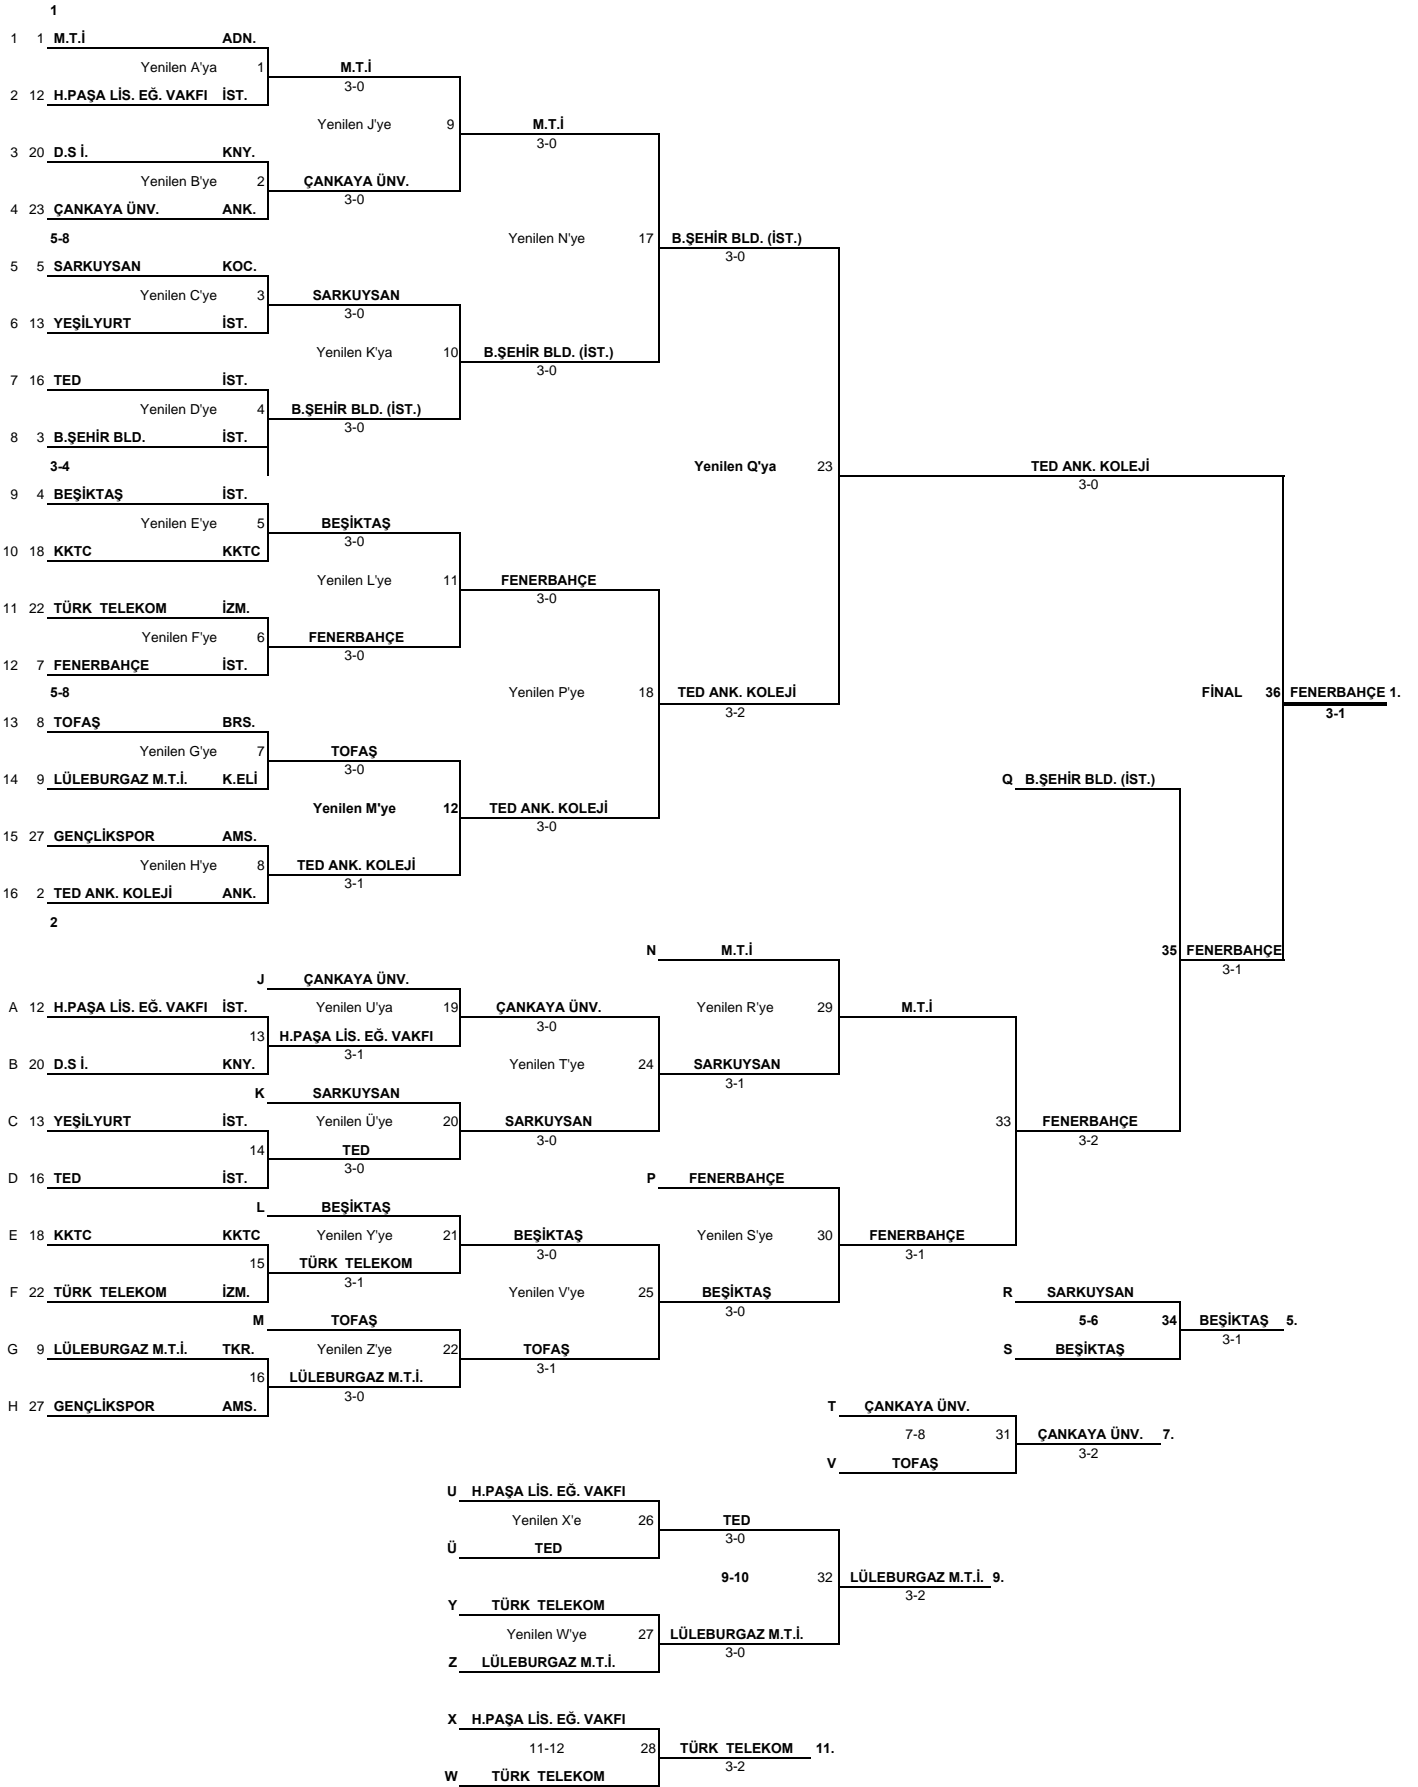 1
1 1 M.T.İ ADN.
Yenilen A'ya 1 M.T.İ
3-0
2 12 H.PAŞA LİS. EĞ. VAKFI İST.
Yenilen J'ye 9 M.T.İ
3-0
3 20 D.S İ. KNY.
Yenilen B'ye 2 ÇANKAYA ÜNV.
3-0
4 23 ÇANKAYA ÜNV. ANK.
5-8 Yenilen N'ye 17 B.ŞEHİR BLD. (İST.)
3-0
5 5 SARKUYSAN KOC.
Yenilen C'ye 3 SARKUYSAN
3-0
6 13 YEŞİLYURT İST.
Yenilen K'ya 10 B.ŞEHİR BLD. (İST.)
3-0
7 16 TED İST.
Yenilen D'ye 4 B.ŞEHİR BLD. (İST.)
3-0
8 3 B.ŞEHİR BLD. İST.
3-4 Yenilen Q'ya 23 TED ANK. KOLEJİ
3-0
9 4 BEŞİKTAŞ İST.
Yenilen E'ye 5 BEŞİKTAŞ
3-0
10 18 KKTC KKTC
Yenilen L'ye 11 FENERBAHÇE
3-0
11 22 TÜRK TELEKOM İZM.
Yenilen F'ye 6 FENERBAHÇE
3-0
12 7 FENERBAHÇE İST.
5-8 Yenilen P'ye 18 TED ANK. KOLEJİ FİNAL 36 FENERBAHÇE 1.
3-2 3-1
13 8 TOFAŞ BRS.
Yenilen G'ye 7 TOFAŞ
3-0
14 9 LÜLEBURGAZ M.T.İ. K.ELİ Q B.ŞEHİR BLD. (İST.)
Yenilen M'ye 12 TED ANK. KOLEJİ
3-0
15 27 GENÇLİKSPOR AMS.
Yenilen H'ye 8 TED ANK. KOLEJİ
3-1
16 2 TED ANK. KOLEJİ ANK.
2
N M.T.İ 35 FENERBAHÇE
3-1
J ÇANKAYA ÜNV.
A 12 H.PAŞA LİS. EĞ. VAKFI İST. Yenilen U'ya 19 ÇANKAYA ÜNV. Yenilen R'ye 29 M.T.İ
3-0
13 H.PAŞA LİS. EĞ. VAKFI
3-1
B 20 D.S İ. KNY. Yenilen T'ye 24 SARKUYSAN
3-1
K SARKUYSAN
C 13 YEŞİLYURT İST. Yenilen Ü'ye 20 SARKUYSAN 33 FENERBAHÇE
3-0 3-2
14 TED
3-0
D 16 TED İST. P FENERBAHÇE
L BEŞİKTAŞ
E 18 KKTC KKTC Yenilen Y'ye 21 BEŞİKTAŞ Yenilen S'ye 30 FENERBAHÇE
3-0 3-1
15 TÜRK TELEKOM
3-1
F 22 TÜRK TELEKOM İZM. Yenilen V'ye 25 BEŞİKTAŞ R SARKUYSAN
3-0
M TOFAŞ 5-6 34 BEŞİKTAŞ 5.
3-1
G 9 LÜLEBURGAZ M.T.İ. TKR. Yenilen Z'ye 22 TOFAŞ S BEŞİKTAŞ
3-1
16 LÜLEBURGAZ M.T.İ.
3-0
H 27 GENÇLİKSPOR AMS. T ÇANKAYA ÜNV.
7-8 31 ÇANKAYA ÜNV. 7.
3-2
V TOFAŞ
U H.PAŞA LİS. EĞ. VAKFI
Yenilen X'e 26 TED
3-0
Ü TED
9-10 32 LÜLEBURGAZ M.T.İ. 9.
3-2
Y TÜRK TELEKOM
Yenilen W'ye 27 LÜLEBURGAZ M.T.İ.
3-0
Z LÜLEBURGAZ M.T.İ.
X H.PAŞA LİS. EĞ. VAKFI
11-12 28 TÜRK TELEKOM 11.
3-2
W TÜRK TELEKOM